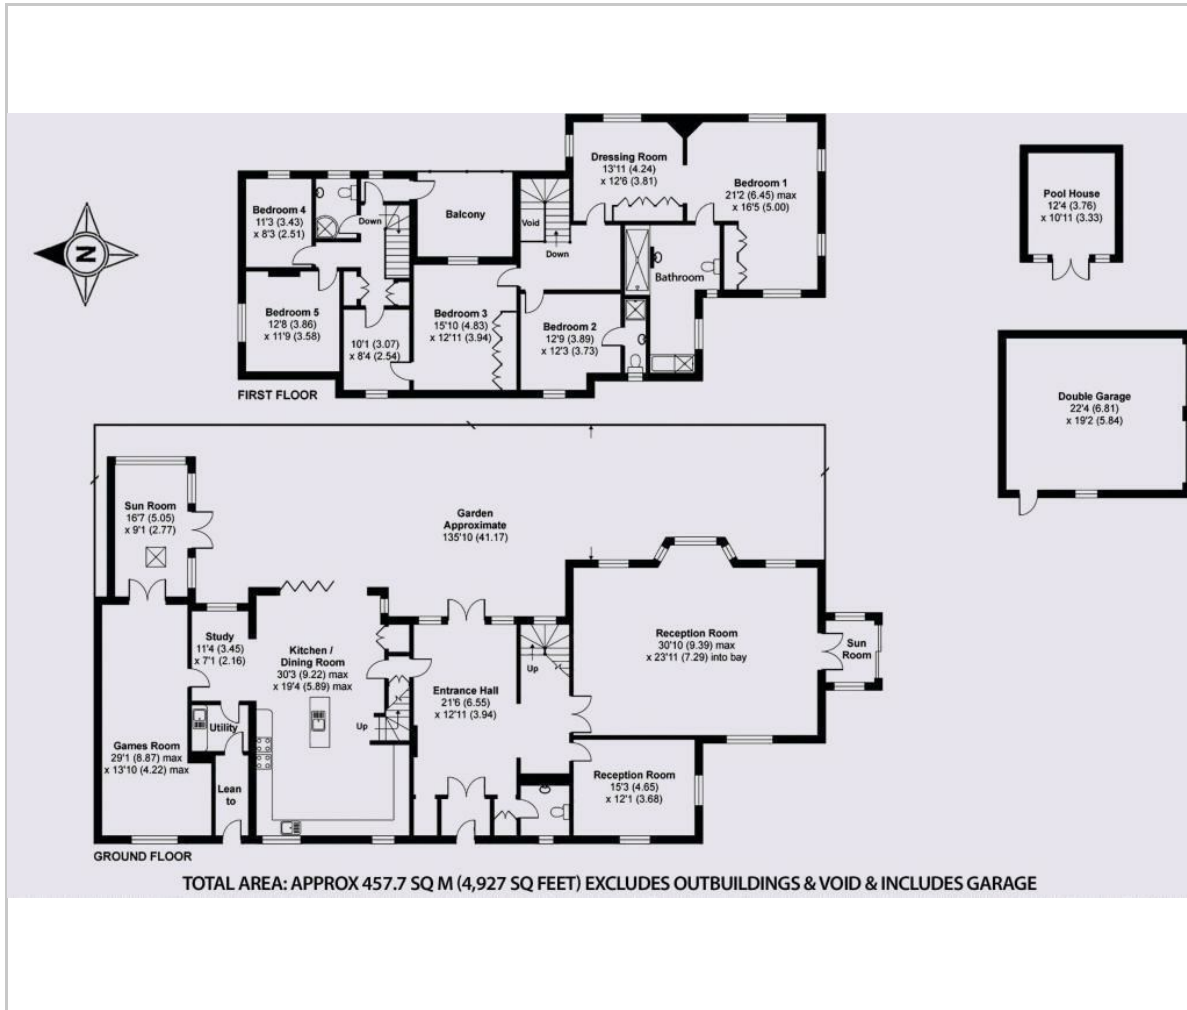 Dressing Room
13'11 (4.24)
x 12'6 (3.81)
Bedroom 1
21'2 (6.45) max
x 16'5 (5.00)
Pool House
12'4 (3.76)
x 10'11 (3.33)
Bedroom 4
11'3 (3.43)
x 8'3 (2.51)
Down
Balcony
Void
Down
Bathroom
N
Bedroom 5
12'8 (3.86)
x 11'9 (3.58)
10'1 (3.07)
x 8'4 (2.54)
Bedroom 3
15'10 (4.83)
x 12'11 (3.94)
Bedroom 2
12'9 (3.89)
x 12'3 (3.73)
FIRST FLOOR
Double Garage
22'4 (6.81)
x 19'2 (5.84)
Sun Room
16'7 (5.05)
x 9'1 (2.77)
Garden
Approximate
135'10 (41.17)
Study
11'4 (3.45)
x 7'1 (2.16)
Kitchen /
Dining Room
30'3 (9.22) max
x 19'4 (5.89) max
Entrance Hall
21'6 (6.55)
x 12'11 (3.94)
Up
Reception Room
30'10 (9.39) max
x 23'11 (7.29) into bay
Sun
Room
Utility
Up
Games Room
29'1 (8.87) max
x 13'10 (4.22) max
Lean
to
Reception Room
15'3 (4.65)
x 12'1 (3.68)
GROUND FLOOR
TOTAL AREA: APPROX 457.7 SQ M (4,927 SQ FEET) EXCLUDES OUTBUILDINGS & VOID & INCLUDES GARAGE